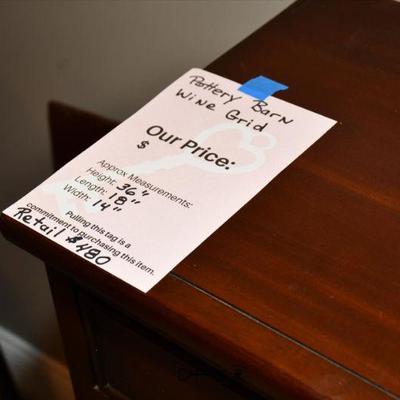 Pottery Barn
Wine Grid
Our Price:
$
Approx Measurements:
Height: 36"
Length: 18"
Width: 14"
Pulling this tag is a
commitment to purchasing this item.
Retail $480